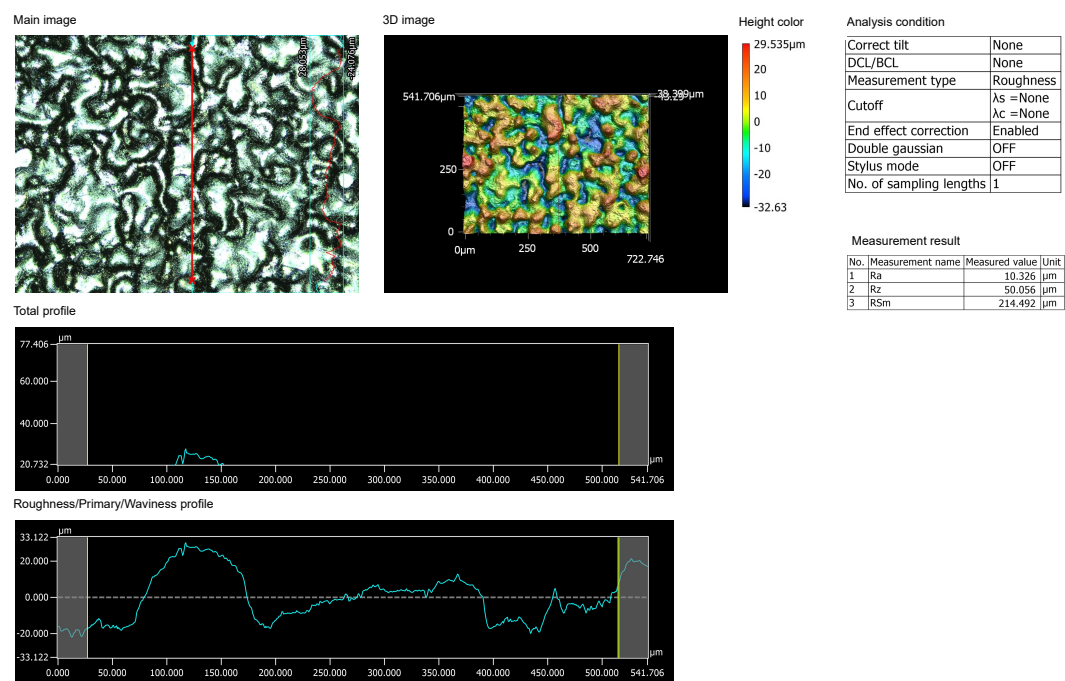 Main image
3D image
Height color
Analysis condition
28.053µm
-24.076µm
541.706µm
250
0
0µm
250
500
722.746
29.535µm
20
10
0
-10
-20
-32.63
Correct tilt None
DCL/BCL None
Measurement type Roughness
Cutoff λs =None
λc =None
End effect correction Enabled
Double gaussian OFF
Stylus mode OFF
No. of sampling lengths 1
Measurement result
No. Measurement name Measured value Unit
1 Ra 10.326 µm
2 Rz 50.056 µm
3 RSm 214.492 µm
Total profile
µm
77.406
60.000
40.000
20.732
µm
0.000 50.000 100.000 150.000 200.000 250.000 300.000 350.000 400.000 450.000 500.000 541.706
Roughness/Primary/Waviness profile
µm
33.122
20.000
0.000
-20.000
-33.122
µm
0.000 50.000 100.000 150.000 200.000 250.000 300.000 350.000 400.000 450.000 500.000 541.706